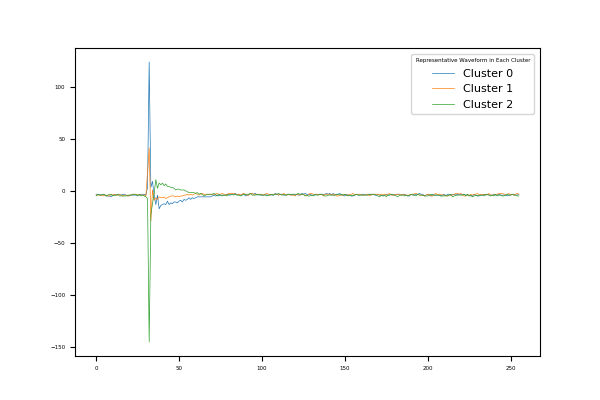 Representative Waveform in Each Cluster
Cluster 0
Cluster 1
Cluster 2
100
50
0
−50
−100
−150
0 50 100 150 200 250